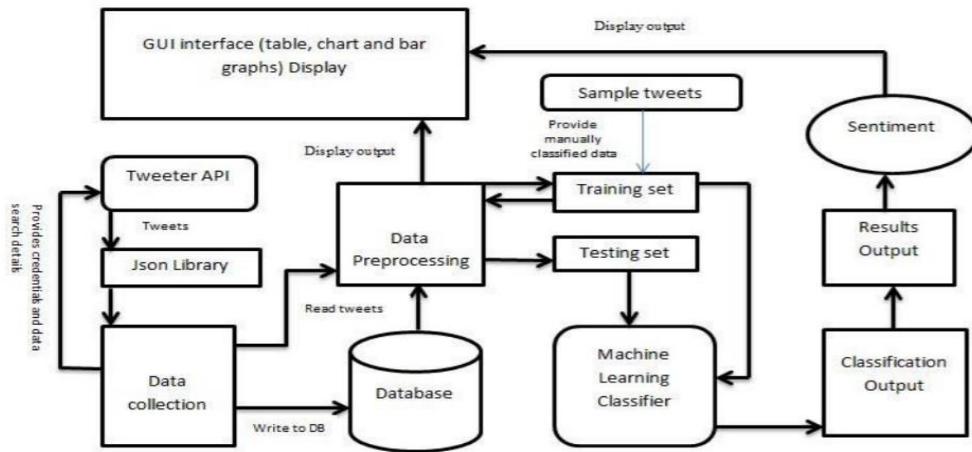 Display output
GUI interface (table, chart and bar
graphs) Display
Sample tweets
Sentiment
Provide
manually
classified data
Display output
Tweeter API
Training set
Provides credentials and data
search details
Tweets
Data
Preprocessing
Results
Output
Testing set
Json Library
Read tweets
Machine
Learning
Classifier
Classification
Output
Data
collection
Database
Write to DB